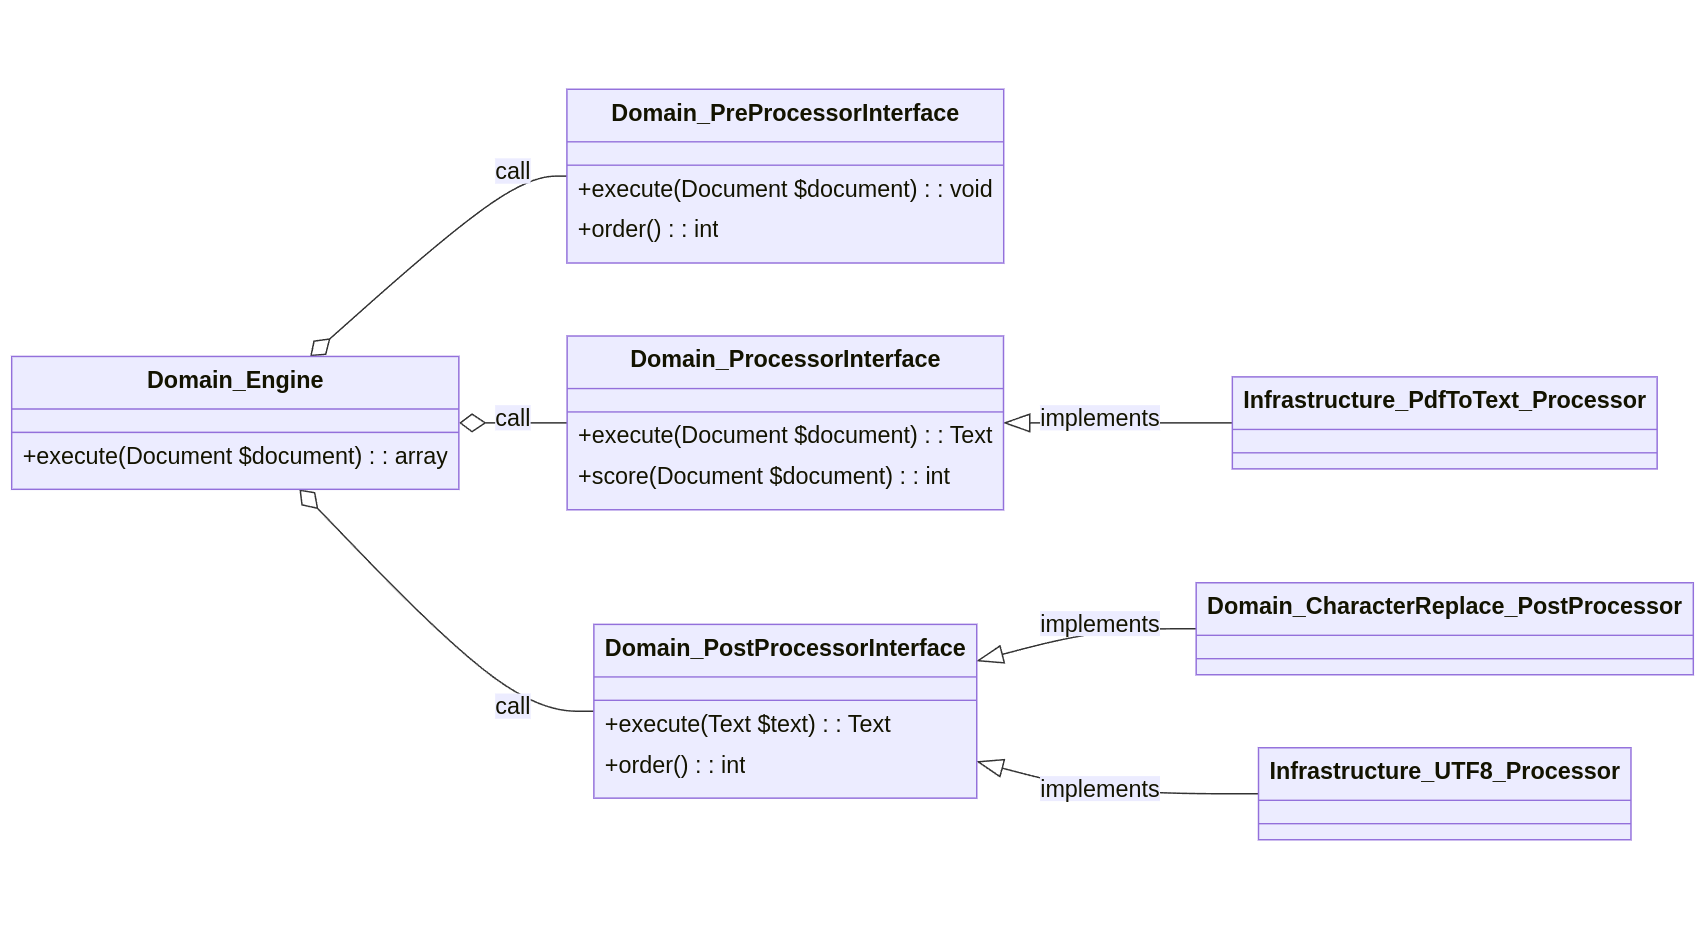 Domain_PreProcessorInterface
call
+execute(Document $document) : : void
+order() : : int
Domain_Engine
+execute(Document $document) : : array
call
Domain_ProcessorInterface
+execute(Document $document) : : Text
+score(Document $document) : : int
implements
Infrastructure_PdfToText_Processor
call
Domain_PostProcessorInterface
+execute(Text $text) : : Text
+order() : : int
implements
Domain_CharacterReplace_PostProcessor
implements
Infrastructure_UTF8_Processor